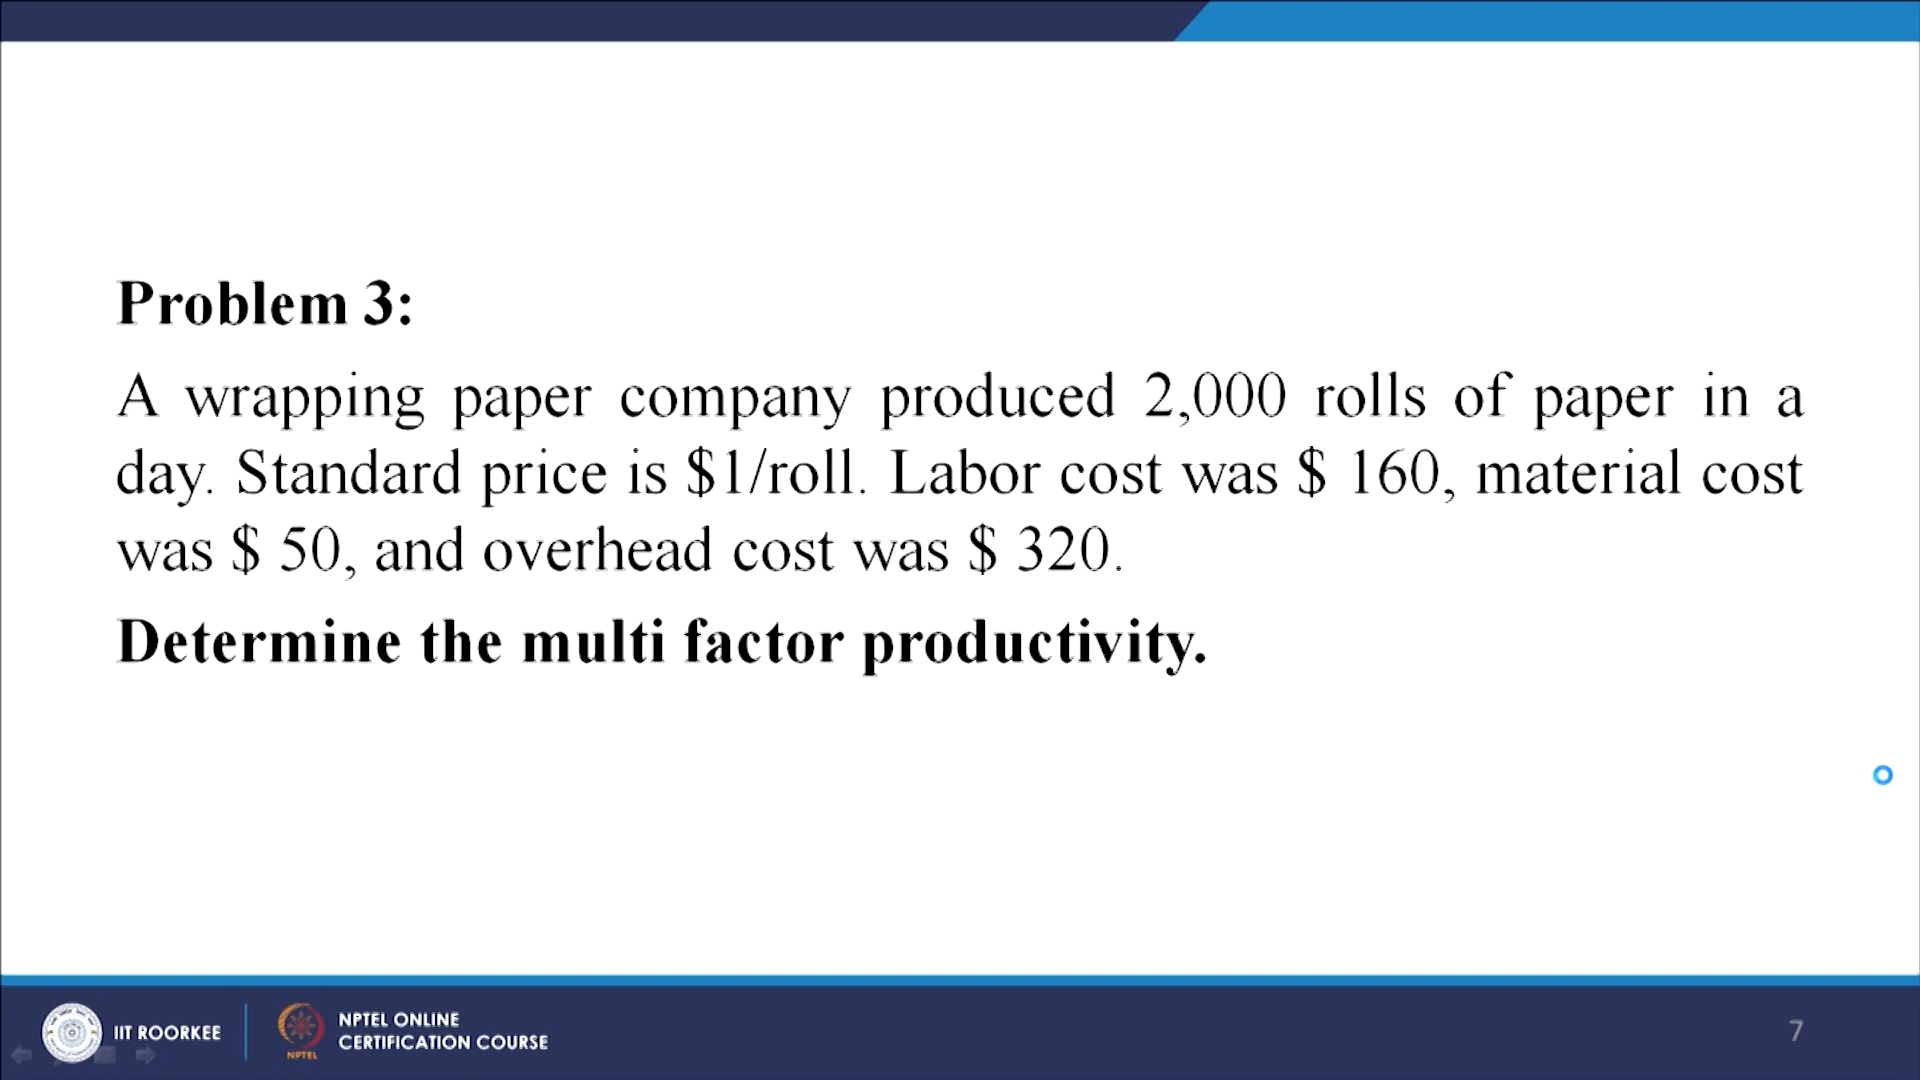 Problem 3:
A wrapping paper company produced 2,000 rolls of paper in a
day. Standard price is $1/roll. Labor cost was $ 160, material cost
was $ 50, and overhead cost was $ 320.
Determine the multi factor productivity.
IIT ROORKEE
NPTEL
NPTEL ONLINE
CERTIFICATION COURSE
7